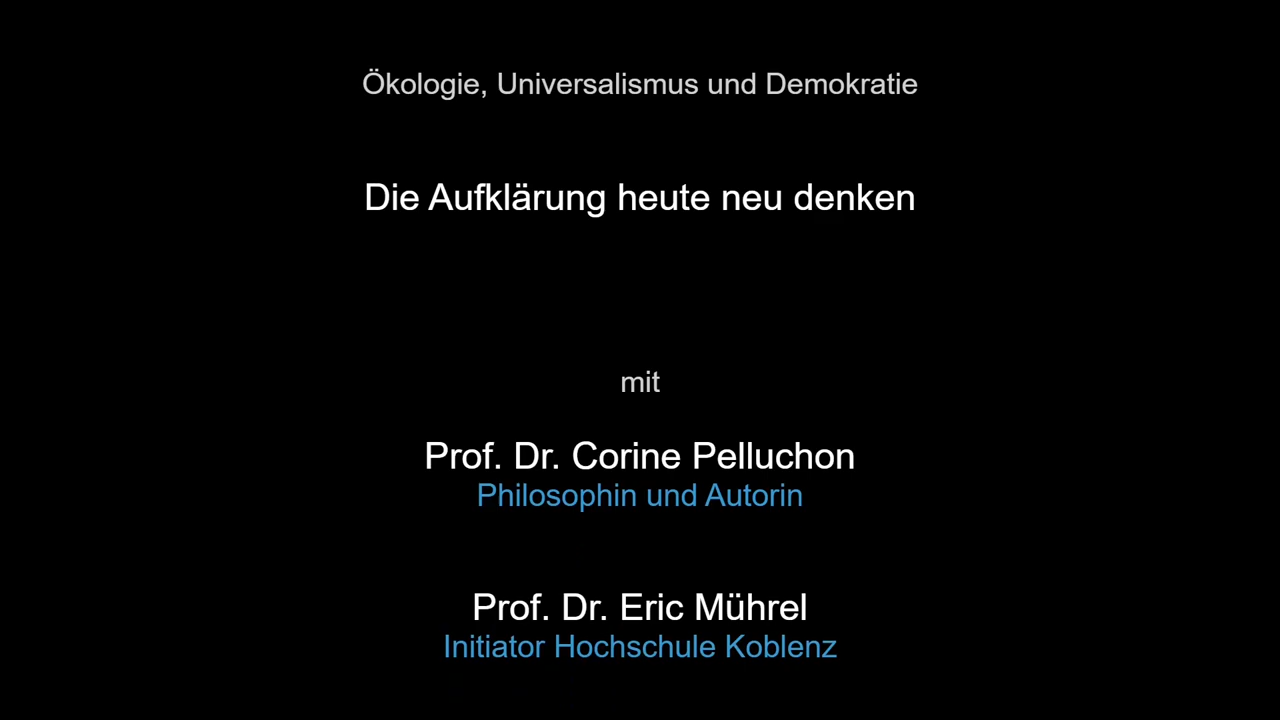 Ökologie, Universalismus und Demokratie
Die Aufklärung heute neu denken
mit
Prof. Dr. Corine Pelluchon
Philosophin und Autorin
Prof. Dr. Eric Mührel
Initiator Hochschule Koblenz